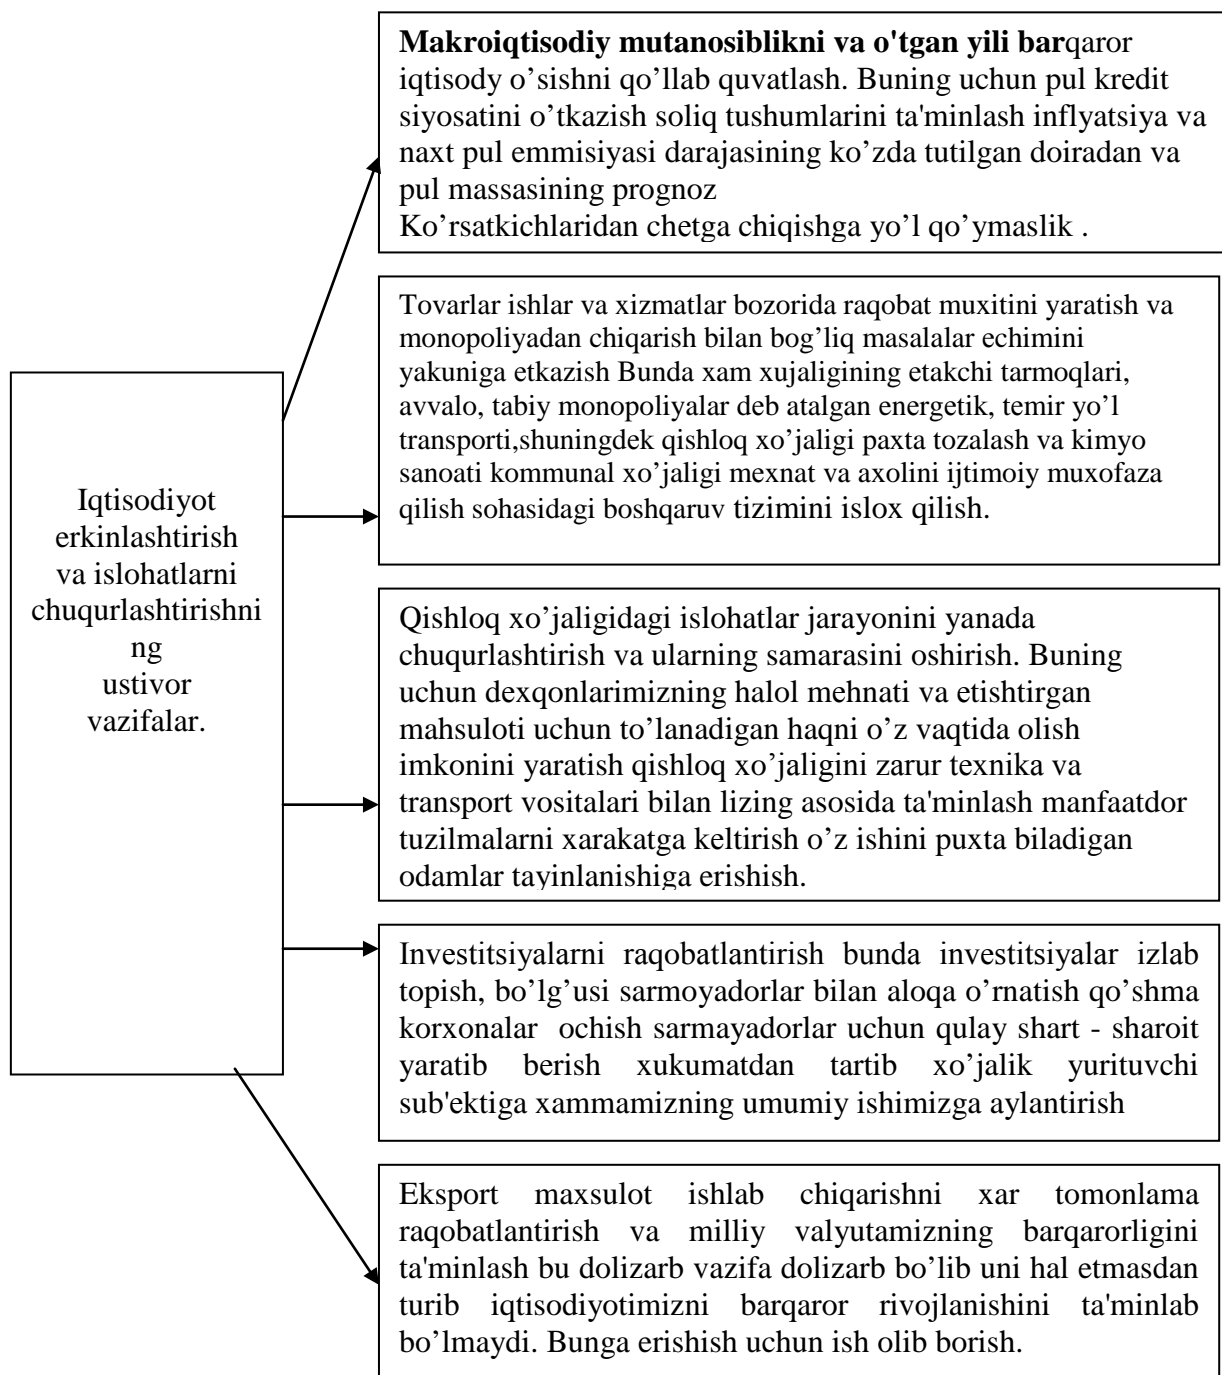 Iqtisodiyot
erkinlashtirish
va islohatlarni
chuqurlashtirishni
ng
ustivor
vazifalar.
Makroiqtisodiy mutanosiblikni va o'tgan yili barqaror
iqtisody o’sishni qo’llab quvatlash. Buning uchun pul kredit
siyosatini o’tkazish soliq tushumlarini ta'minlash inflyatsiya va
naxt pul emmisiyasi darajasining ko’zda tutilgan doiradan va
pul massasining prognoz
Ko’rsatkichlaridan chetga chiqishga yo’l qo’ymaslik .
Tovarlar ishlar va xizmatlar bozorida raqobat muxitini yaratish va
monopoliyadan chiqarish bilan bog’liq masalalar echimini
yakuniga etkazish Bunda xam xujaligining etakchi tarmoqlari,
avvalo, tabiy monopoliyalar deb atalgan energetik, temir yo’l
transporti,shuningdek qishloq xo’jaligi paxta tozalash va kimyo
sanoati kommunal xo’jaligi mexnat va axolini ijtimoiy muxofaza
qilish sohasidagi boshqaruv tizimini islox qilish.
Qishloq xo’jaligidagi islohatlar jarayonini yanada
chuqurlashtirish va ularning samarasini oshirish. Buning
uchun dexqonlarimizning halol mehnati va etishtirgan
mahsuloti uchun to’lanadigan haqni o’z vaqtida olish
imkonini yaratish qishloq xo’jaligini zarur texnika va
transport vositalari bilan lizing asosida ta'minlash manfaatdor
tuzilmalarni xarakatga keltirish o’z ishini puxta biladigan
odamlar tayinlanishiga erishish.
Investitsiyalarni raqobatlantirish bunda investitsiyalar izlab
topish, bo’lg’usi sarmoyadorlar bilan aloqa o’rnatish qo’shma
korxonalar ochish sarmayadorlar uchun qulay shart - sharoit
yaratib berish xukumatdan tartib xo’jalik yurituvchi
sub'ektiga xammamizning umumiy ishimizga aylantirish
Eksport maxsulot ishlab chiqarishni xar tomonlama
raqobatlantirish va milliy valyutamizning barqarorligini
ta'minlash bu dolizarb vazifa dolizarb bo’lib uni hal etmasdan
turib iqtisodiyotimizni barqaror rivojlanishini ta'minlab
bo’lmaydi. Bunga erishish uchun ish olib borish.